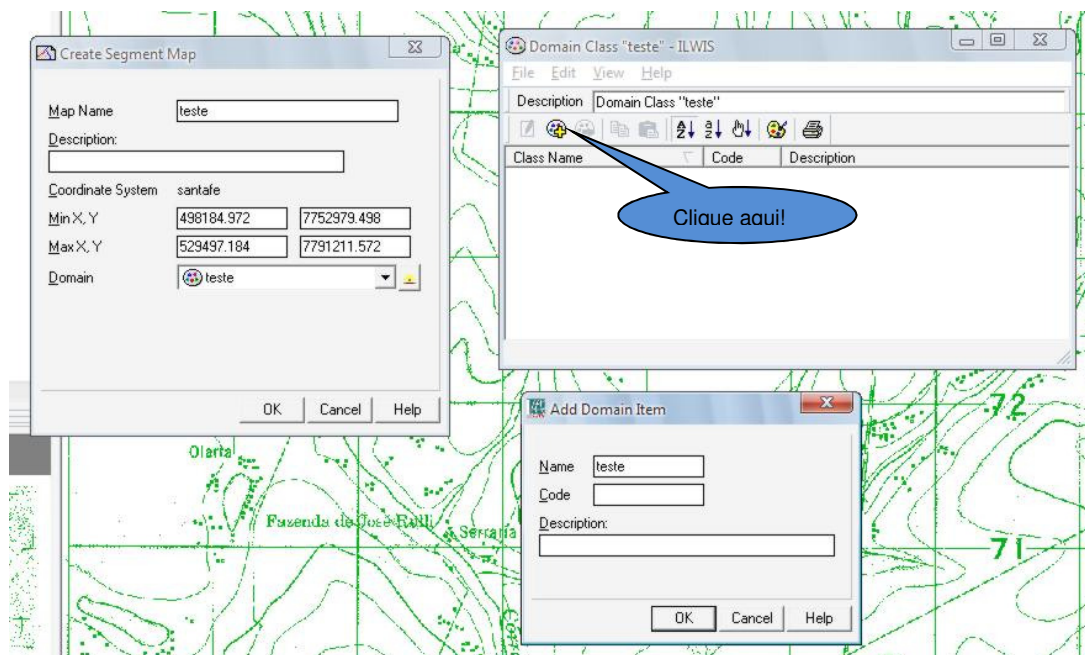 Create Segment Map
Map Name teste
Description:
Coordinate System santafe
Min X, Y 498184.972 7752979.498
Max X, Y 529497.184 7791211.572
Domain teste
OK Cancel Help
Domain Class "teste" - ILWIS
File Edit View Help
Description Domain Class "teste"
Class Name Code Description
Clique aqui!
Add Domain Item
Name teste
Code
Description:
OK Cancel Help
72
Olaria
Fazenda de José Rulli
Serraria
71